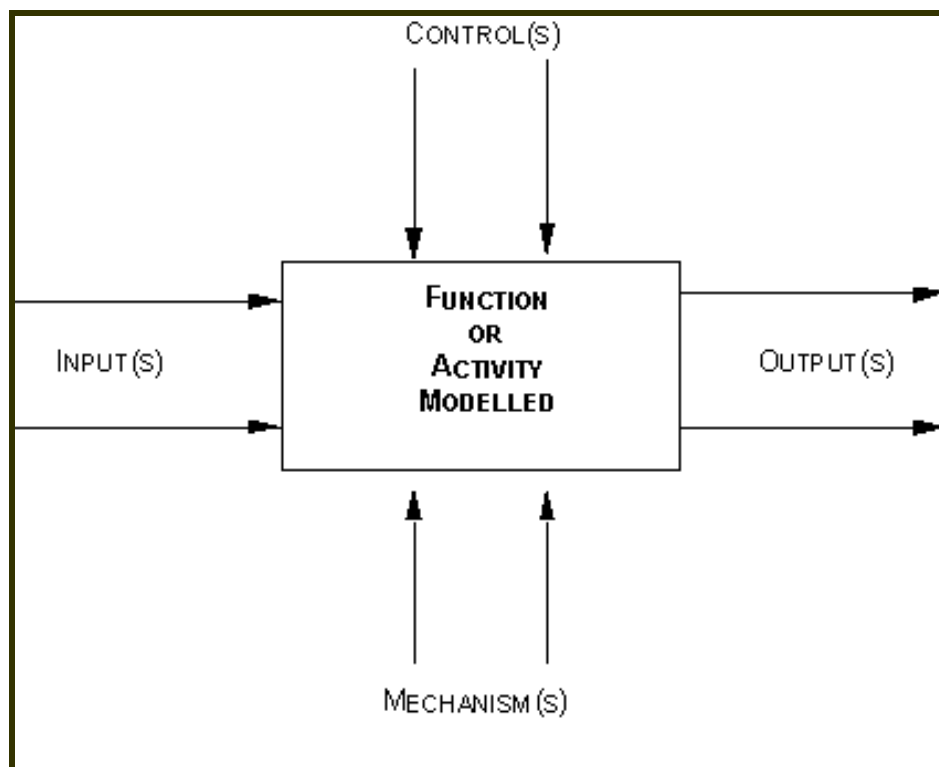 CONTROL(S)
FUNCTION
OR
ACTIVITY
MODELLED
INPUT(S)
OUTPUT(S)
MECHANISM(S)